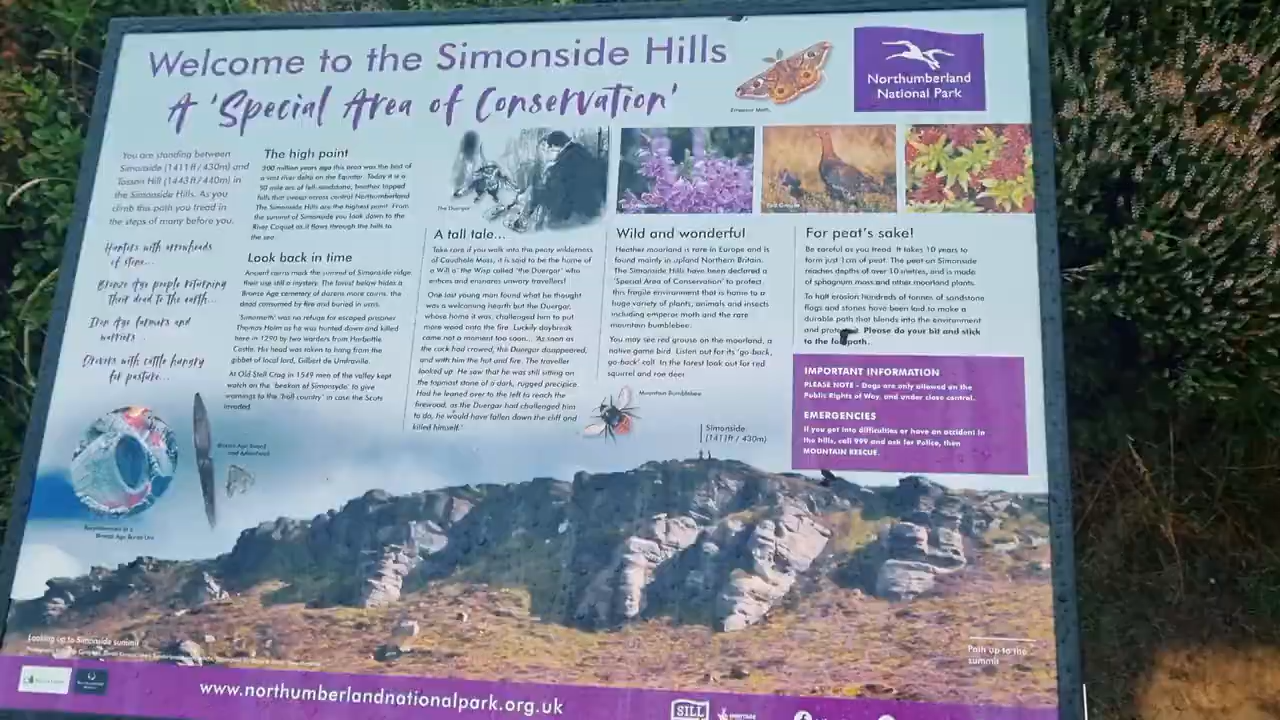 Welcome to the Simonside Hills
A 'Special Area of Conservation'
Emperor Moth
Northumberland
National Park
You are standing between
Simonside (1411ft/430m) and
Tosson Hill (1443ft/440m) in
the Simonside Hills. As you
climb this path you tread in
the steps of many before you.
Hunters with arrowheads
of stone...
Bronze Age people returning
their dead to the earth...
Iron Age farmers and
warriors
Drovers with cattle hungry
for pasture...
The high point
300 million years ago this area was the bed of
a vast river delta on the Equator. Today it is a
50 mile arc of fell-sandstone, heather topped
hills that sweep across central Northumberland
The Simonside Hills are the highest point. From
the summit of Simonside you look down to the
River Coquet as it flows through the hills to
the sea.
Look back in time
Ancient cairns mark the summit of Simonside ridge,
their use still a mystery. The forest below hides a
Bronze Age cemetery of dozens more cairns, the
dead consumed by fire and buried in urns.
'Simonseth' was no refuge for escaped prisoner
Thomas Holm as he was hunted down and killed
here in 1290 by two warders from Harbottle
Castle. His head was taken to hang from the
gibbet of local lord, Gilbert de Umfraville.
At Old Stell Crag in 1549 men of the valley kept
watch on the 'beakon of Simonsyde' to give
warnings to the 'holl country' in case the Scots
invaded.
The Duergar
A tall tale...
Take care if you walk into the peaty wilderness
of Caudhole Moss, it is said to be the home of
a Will o' the Wisp called 'the Duergar' who
entices and ensnares unwary travellers!
One lost young man found what he thought
was a welcoming hearth but the Duergar,
whose home it was, challenged him to put
more wood onto the fire. Luckily daybreak
came not a moment too soon... 'As soon as
the cock had crowed, the Duergar disappeared,
and with him the hut and fire. The traveller
looked up. He saw that he was still sitting on
the topmost stone of a dark, rugged precipice.
Had he leaned over to the left to reach the
firewood, as the Duergar had challenged him
to do, he would have fallen down the cliff and
killed himself.'
Wild and wonderful
Heather moorland is rare in Europe and is
found mainly in upland Northern Britain.
The Simonside Hills have been declared a
'Special Area of Conservation' to protect
this fragile environment that is home to a
huge variety of plants, animals and insects
including emperor moth and the rare
mountain bumblebee.
You may see red grouse on the moorland, a
native game bird. Listen out for its 'go-back,
go-back' call. In the forest look out for red
squirrel and roe deer.
Mountain Bumblebee
Red Grouse
For peat's sake!
Be careful as you tread. It takes 10 years to
form just 1cm of peat. The peat on Simonside
reaches depths of over 10 metres, and is made
of sphagnum moss and other moorland plants.
To halt erosion hundreds of tonnes of sandstone
flags and stones have been laid to make a
durable path that blends into the environment
and protects Please do your bit and stick
to the path.
IMPORTANT INFORMATION
PLEASE NOTE - Dogs are only allowed on the
Public Rights of Way, and under close control.
EMERGENCIES
If you get into difficulties or have an accident in
the hills, call 999 and ask for Police, then
MOUNTAIN RESCUE.
Simonside
(1411ft / 430m)
Bronze Age Sword
and Arrowhead
Bronze Age Burial Urn
Looking up to Simonside summit
Path up to the
summit
www.northumberlandnationalpark.org.uk
SILL
HERITAGE